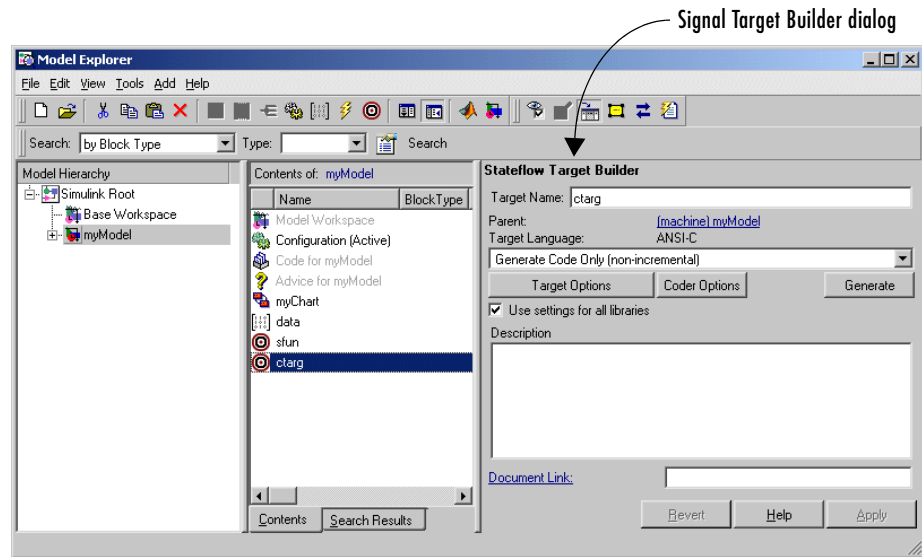 Signal Target Builder dialog
Model Explorer
File Edit View Tools Add Help
Search: by Block Type Type: Search
Model Hierarchy
Simulink Root
Base Workspace
myModel
Contents of: myModel
Name BlockType
Model Workspace
Configuration (Active)
Code for myModel
Advice for myModel
myChart
data
sfun
ctarg
Contents Search Results
Stateflow Target Builder
Target Name: ctarg
Parent: (machine) myModel
Target Language: ANSI-C
Generate Code Only (non-incremental)
Target Options Coder Options Generate
Use settings for all libraries
Description
Document Link:
Revert Help Apply